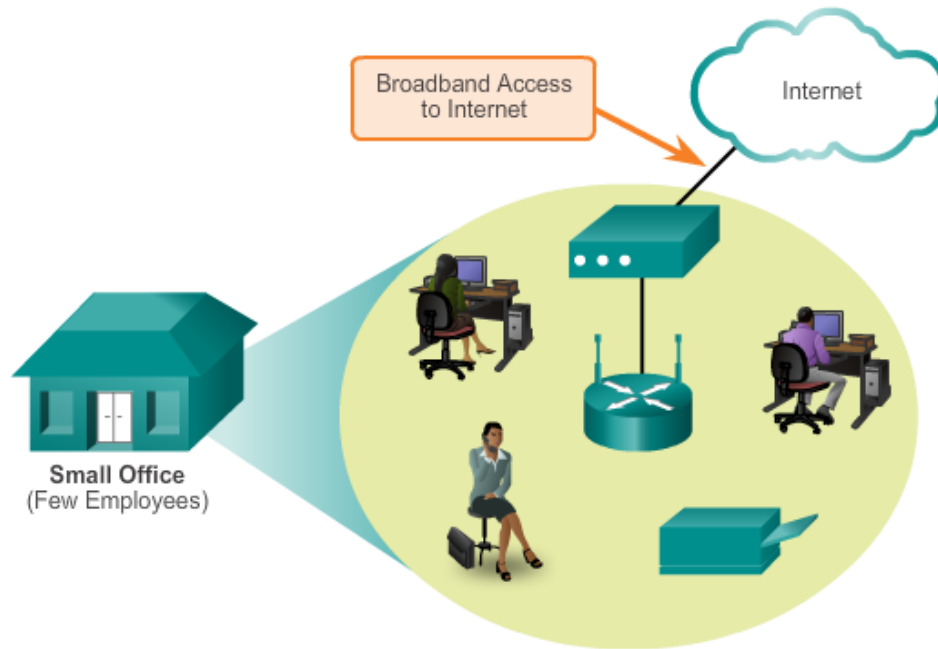 Broadband Access
to Internet
Internet
Small Office
(Few Employees)